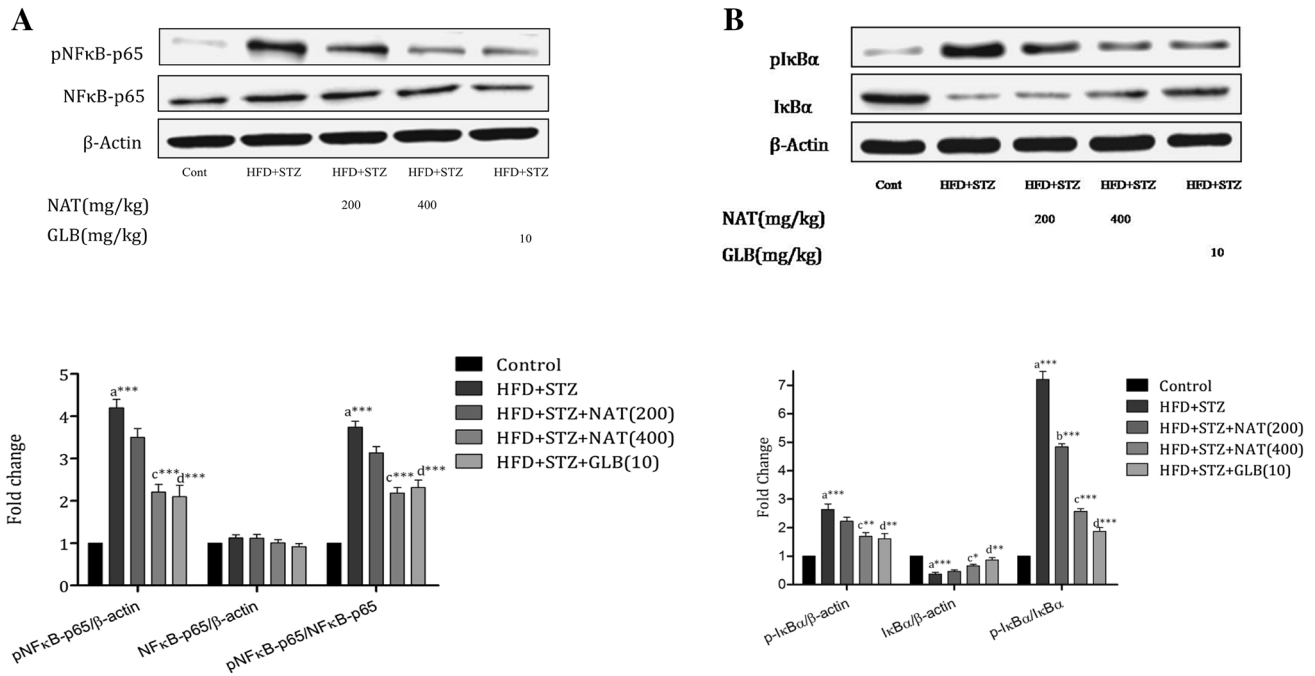 A
pNFκB-p65
NFκB-p65
β-Actin
Cont HFD+STZ HFD+STZ HFD+STZ HFD+STZ
NAT(mg/kg) 200 400
GLB(mg/kg) 10
5
4
3
2
1
0
Fold change
a***
c***
d***
a***
c***
d***
pNFκB-p65/β-actin
NFκB-p65/β-actin
pNFκB-p65/NFκB-p65
Control
HFD+STZ
HFD+STZ+NAT(200)
HFD+STZ+NAT(400)
HFD+STZ+GLB(10)
B
pIκBα
IκBα
β-Actin
Cont HFD+STZ HFD+STZ HFD+STZ HFD+STZ
NAT(mg/kg) 200 400
GLB(mg/kg) 10
7
6
5
4
3
2
1
0
Fold Change
a***
c**
d**
a***
c*
d**
a***
b***
c***
d***
p-IκBα/β-actin
IκBα/β-actin
p-IκBα/IκBα
Control
HFD+STZ
HFD+STZ+NAT(200)
HFD+STZ+NAT(400)
HFD+STZ+GLB(10)